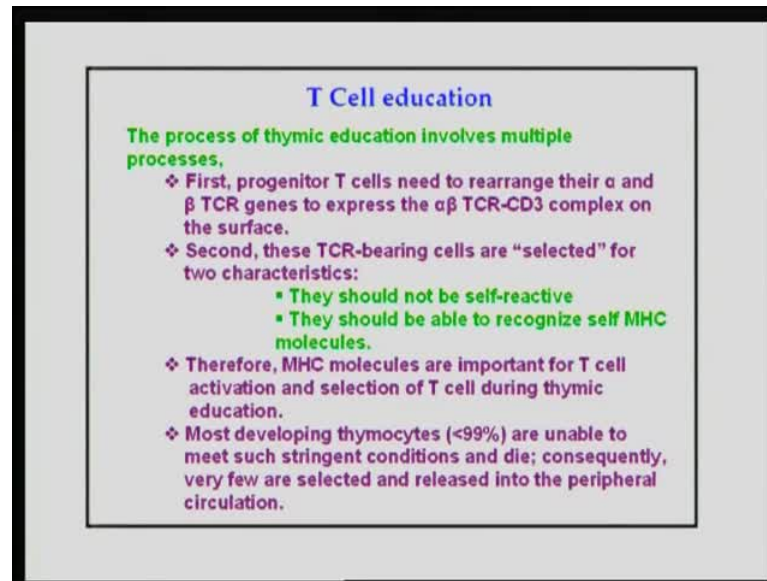 T Cell education
The process of thymic education involves multiple
processes,
❖ First, progenitor T cells need to rearrange their α and
β TCR genes to express the αβ TCR-CD3 complex on
the surface.
❖ Second, these TCR-bearing cells are “selected” for
two characteristics:
▪ They should not be self-reactive
▪ They should be able to recognize self MHC
molecules.
❖ Therefore, MHC molecules are important for T cell
activation and selection of T cell during thymic
education.
❖ Most developing thymocytes (<99%) are unable to
meet such stringent conditions and die; consequently,
very few are selected and released into the peripheral
circulation.